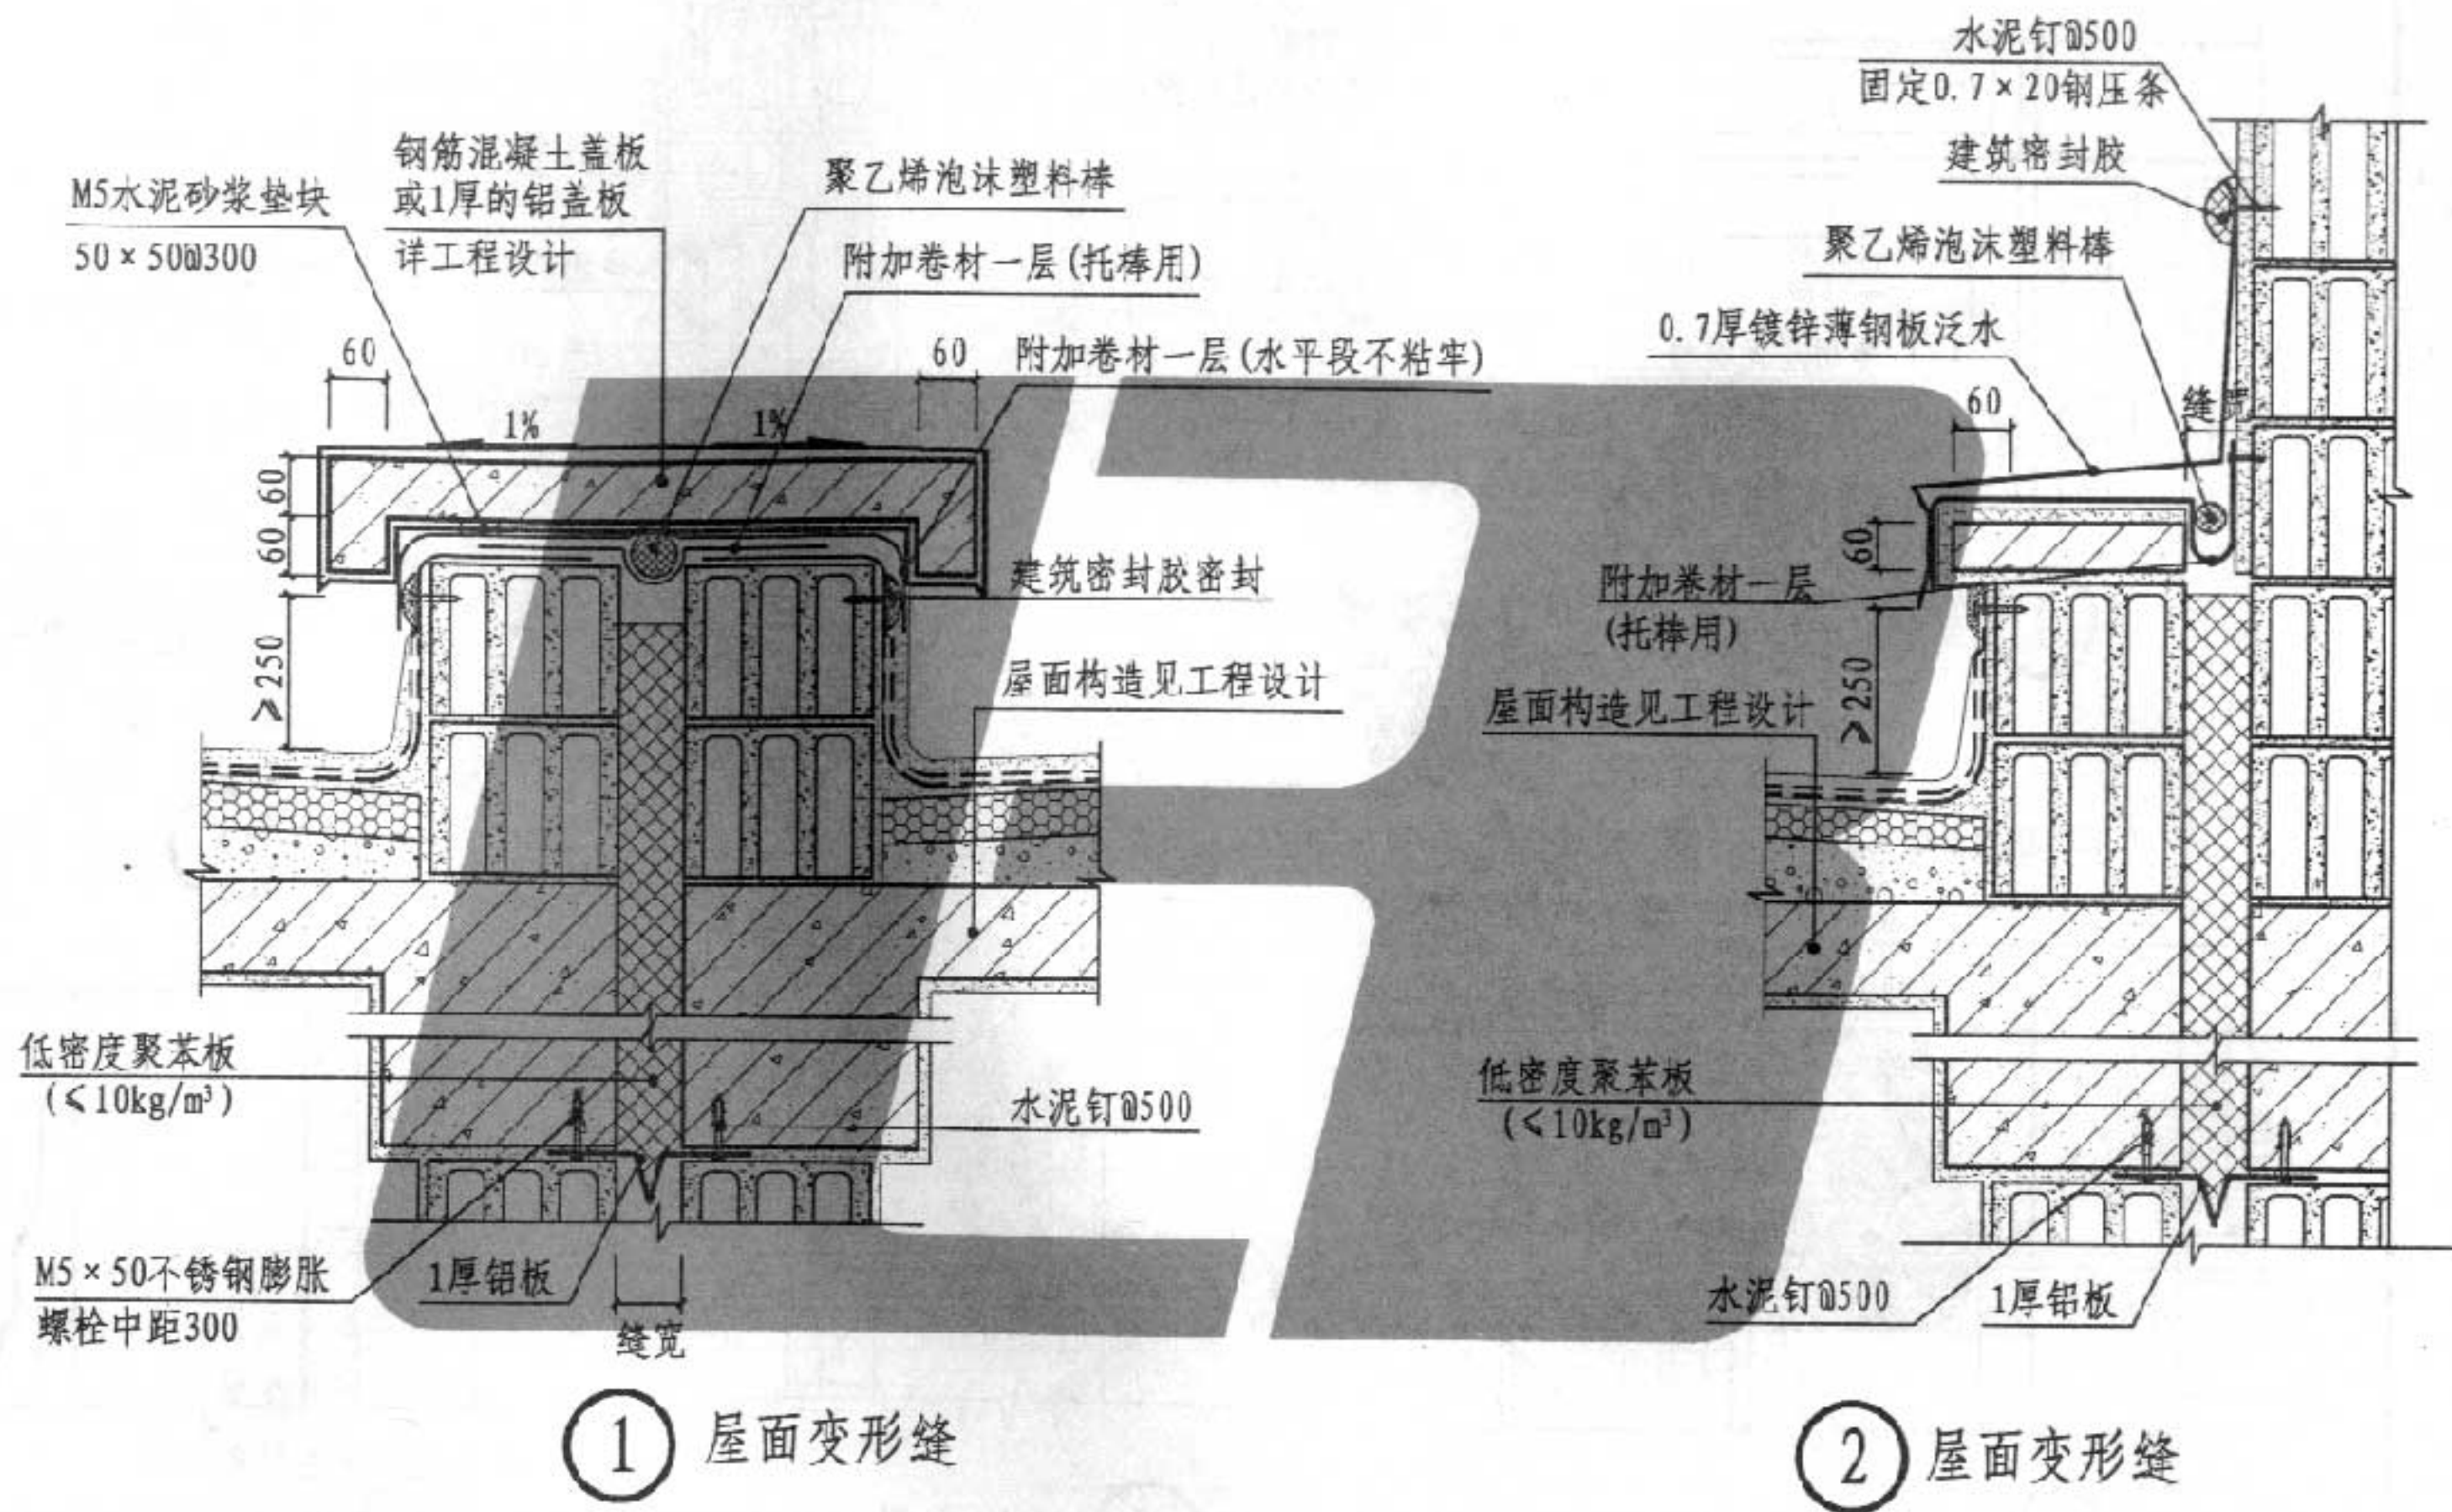 M5水泥砂浆垫块
50×50@300
钢筋混凝土盖板
或1厚的铝盖板
详工程设计
聚乙烯泡沫塑料棒
附加卷材一层(托棒用)
附加卷材一层(水平段不粘牢)
60
60
1%
1%
60
60
≥250
建筑密封胶密封
屋面构造见工程设计
低密度聚苯板
(≤10kg/m³)
水泥钉@500
M5×50不锈钢膨胀
螺栓中距300
1厚铝板
缝宽
1 屋面变形缝
水泥钉@500
固定0.7×20钢压条
建筑密封胶
聚乙烯泡沫塑料棒
0.7厚镀锌薄钢板泛水
60
缝宽
60
附加卷材一层
(托棒用)
≥250
屋面构造见工程设计
低密度聚苯板
(≤10kg/m³)
水泥钉@500
1厚铝板
2 屋面变形缝